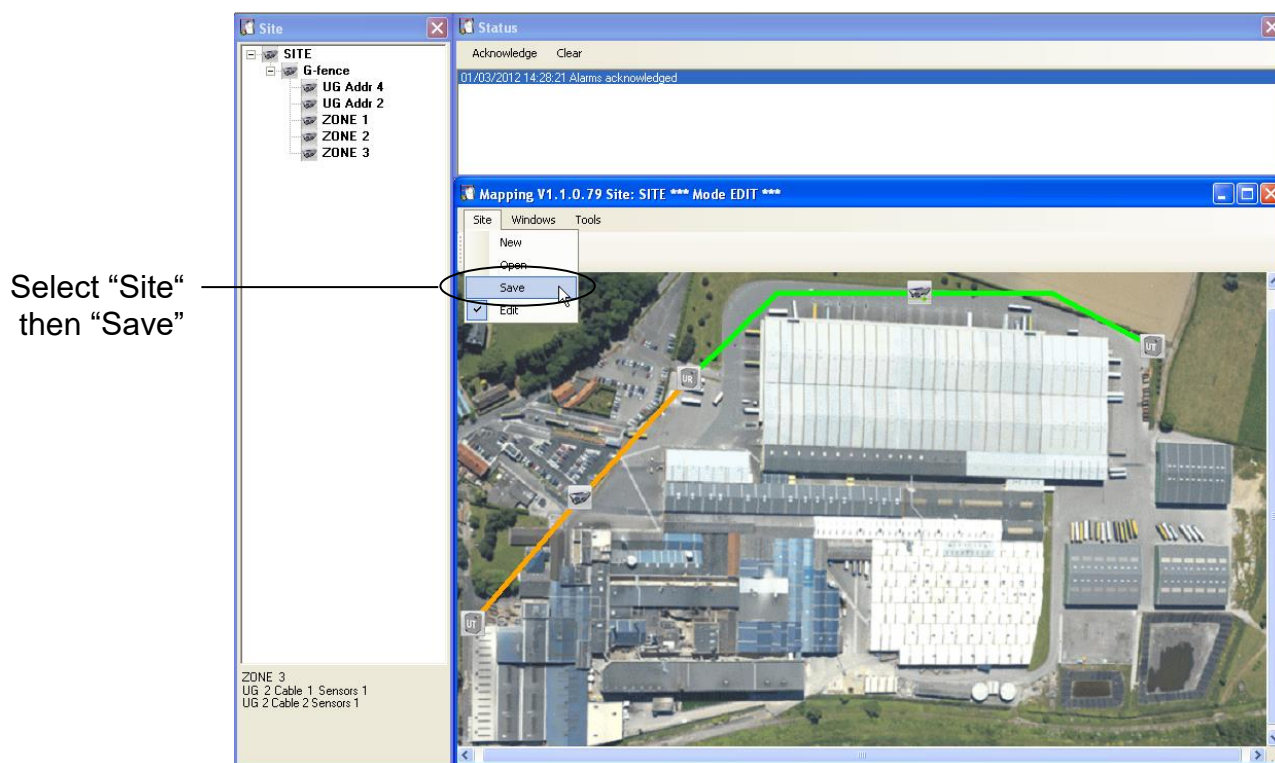 Site
SITE
G-fence
UG Addr 4
UG Addr 2
ZONE 1
ZONE 2
ZONE 3
ZONE 3
UG 2 Cable 1 Sensors 1
UG 2 Cable 2 Sensors 1
Status
Acknowledge Clear
01/03/2012 14:28:21 Alarms acknowledged
Mapping V1.1.0.79 Site: SITE *** Mode EDIT ***
Site Windows Tools
New
Open
Save
Edit
Select “Site“
then “Save”
UR
UT
UT